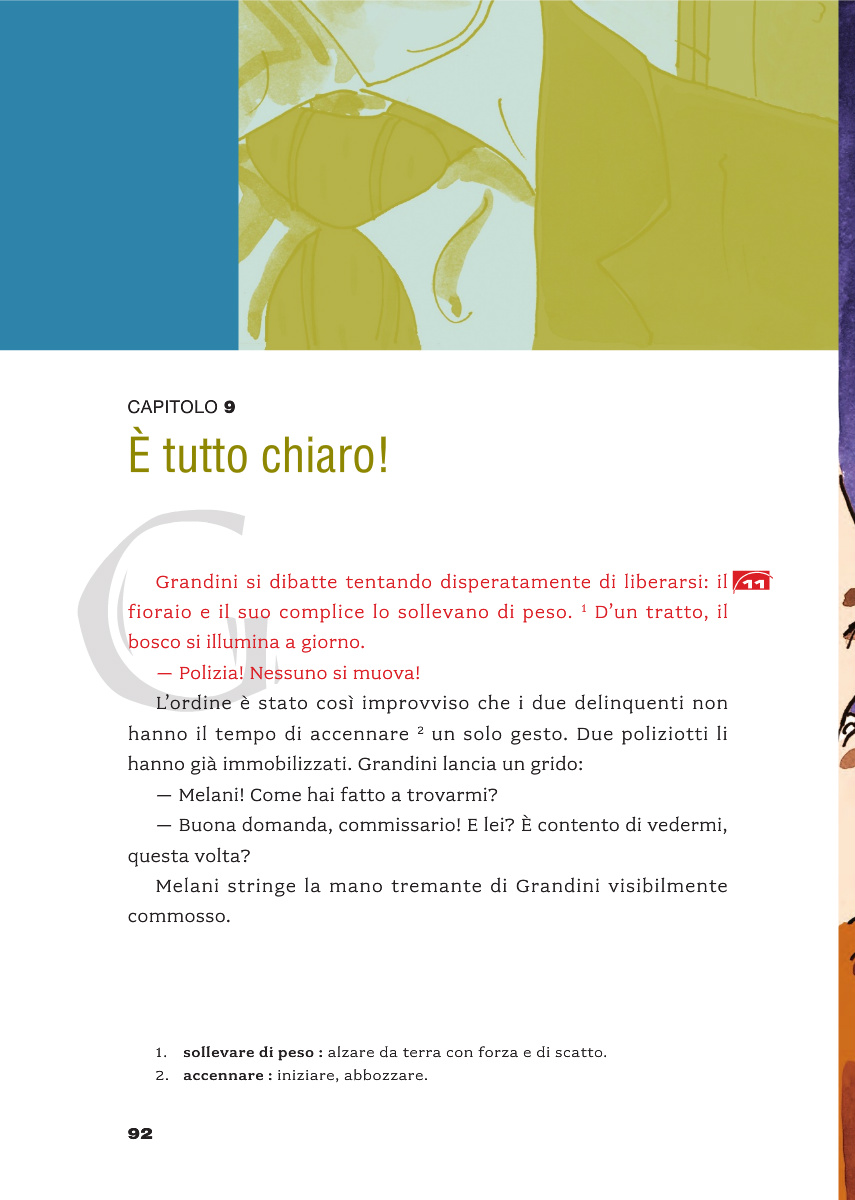 CAPITOLO 9
È tutto chiaro!
G
Grandini si dibatte tentando disperatamente di liberarsi: il
11
fioraio e il suo complice lo sollevano di peso. ¹ D’un tratto, il
bosco si illumina a giorno.
— Polizia! Nessuno si muova!
L’ordine è stato così improvviso che i due delinquenti non
hanno il tempo di accennare ² un solo gesto. Due poliziotti li
hanno già immobilizzati. Grandini lancia un grido:
— Melani! Come hai fatto a trovarmi?
— Buona domanda, commissario! E lei? È contento di vedermi,
questa volta?
Melani stringe la mano tremante di Grandini visibilmente
commosso.
1. sollevare di peso : alzare da terra con forza e di scatto.
2. accennare : iniziare, abbozzare.
92